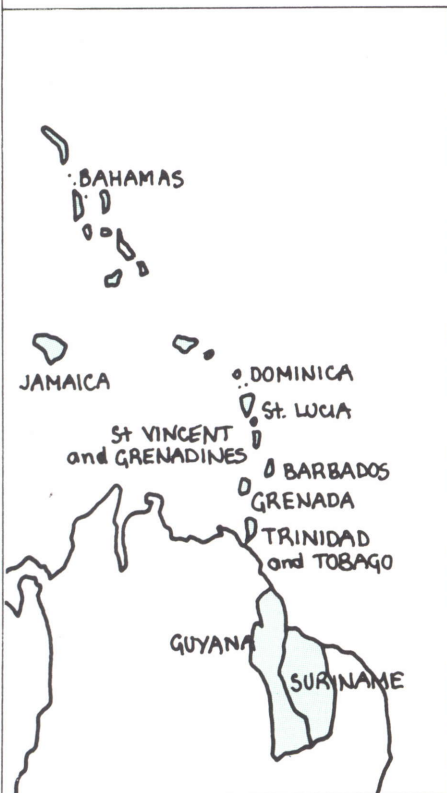 BAHAMAS
JAMAICA
DOMINICA
St. LUCIA
St VINCENT
and GRENADINES
BARBADOS
GRENADA
TRINIDAD
and TOBAGO
GUYANA
SURINAME